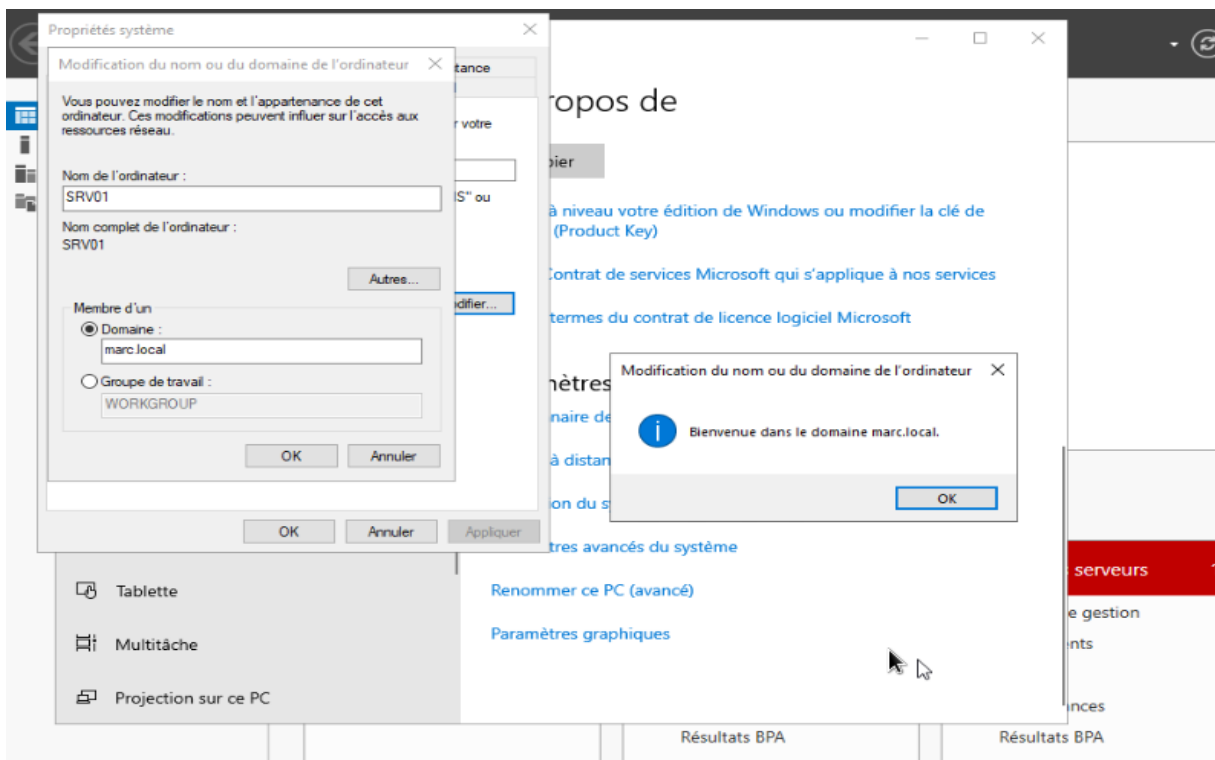 Propriétés système
Modification du nom ou du domaine de l'ordinateur
Vous pouvez modifier le nom et l'appartenance de cet
ordinateur. Ces modifications peuvent influer sur l'accès aux
ressources réseau.
Nom de l'ordinateur :
SRV01
Nom complet de l'ordinateur :
SRV01
Autres...
Membre d'un
Domaine :
marc.local
Groupe de travail :
WORKGROUP
OK
Annuler
OK
Annuler
Appliquer
tance
r votre
S" ou
difier...
ropos de
pier
à niveau votre édition de Windows ou modifier la clé de
(Product Key)
Contrat de services Microsoft qui s'applique à nos services
termes du contrat de licence logiciel Microsoft
mètres
naire de
à distan
ion du s
tres avancés du système
Renommer ce PC (avancé)
Paramètres graphiques
Modification du nom ou du domaine de l'ordinateur
Bienvenue dans le domaine marc.local.
OK
Tablette
Multitâche
Projection sur ce PC
serveurs
e gestion
nts
nces
Résultats BPA
Résultats BPA